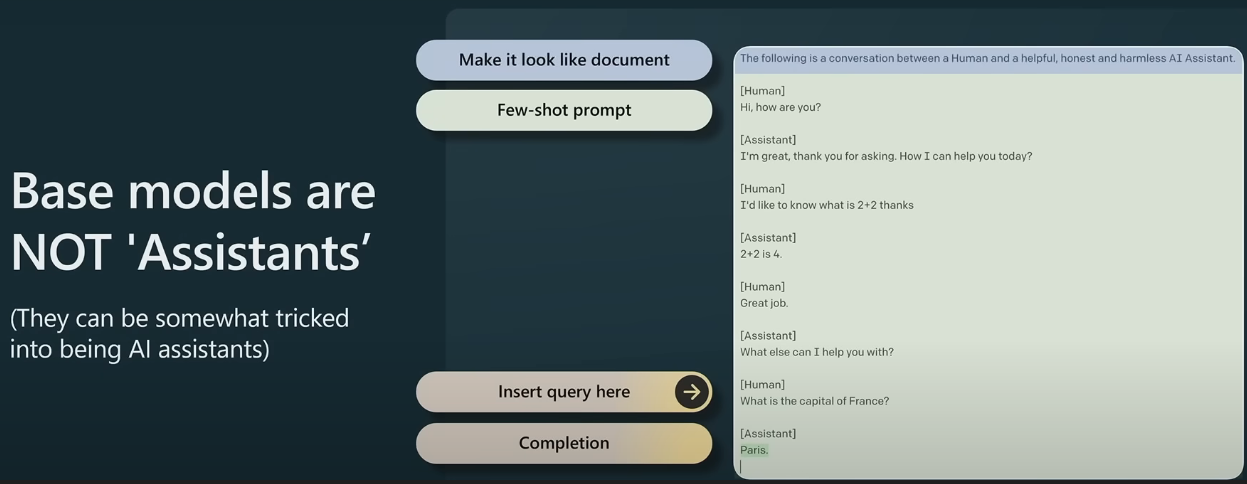 Base models are
NOT 'Assistants’
(They can be somewhat tricked
into being AI assistants)
Make it look like document
Few-shot prompt
Insert query here
Completion
The following is a conversation between a Human and a helpful, honest and harmless AI Assistant.
[Human]
Hi, how are you?
[Assistant]
I'm great, thank you for asking. How I can help you today?
[Human]
I'd like to know what is 2+2 thanks
[Assistant]
2+2 is 4.
[Human]
Great job.
[Assistant]
What else can I help you with?
[Human]
What is the capital of France?
[Assistant]
Paris.